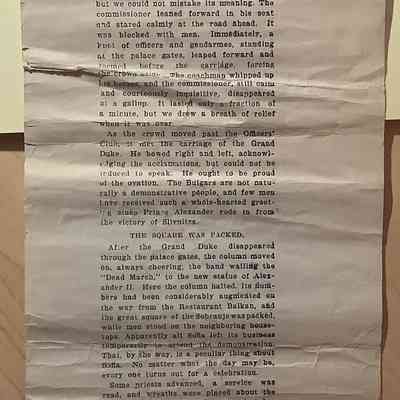 but we could not mistake its meaning. The
commissioner leaned forward in his seat
and stared calmly at the road ahead. It
was blocked with men. Immediately, a
knot of officers and gendarmes, standing
at the palace gates, leaped forward and
formed before the carriage, forcing
the crown aside. The coachman whipped up
his horses, and the commissioner, still calm
and courteously inquisitive, disappeared
at a gallop. It lasted only a fraction of
a minute, but we drew a breath of relief
when it was over.
As the crowd moved past the Officers'
Club, it met the carriage of the Grand
Duke. He bowed right and left, acknowl-
edging the acclamations, but could not be
induced to speak. He ought to be proud
of the ovation. The Bulgars are not natu-
rally a demonstrative people, and few men
have received such a whole-hearted greet-
ing since Prince Alexander rode in from
the victory of Slivnitsa.
THE SQUARE WAS PACKED.
After the Grand Duke disappeared
through the palace gates, the column moved
on, always cheering, the band wailing the
"Dead March," to the new statue of Alex-
ander II. Here the column halted. Its num-
bers had been considerably augmented on
the way from the Restaurant Balkan, and
the great square of the Sobranje was packed,
while men stood on the neighboring house-
tops. Apparently all Sofia left its business
temporarily to attend the demonstration.
That, by the way, is a peculiar thing about
Sofia. No matter what the day may be,
every one turns out for a celebration.
Some priests advanced, a service was
read, and wreaths were placed about the